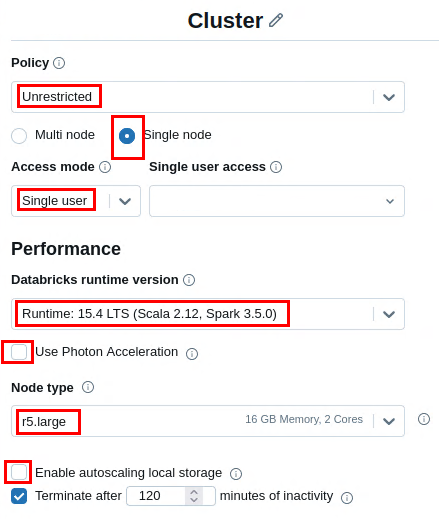 Cluster
Policy
Unrestricted
Multi node Single node
Access mode Single user access
Single user
Performance
Databricks runtime version
Runtime: 15.4 LTS (Scala 2.12, Spark 3.5.0)
Use Photon Acceleration
Node type
r5.large 16 GB Memory, 2 Cores
Enable autoscaling local storage
Terminate after 120 minutes of inactivity